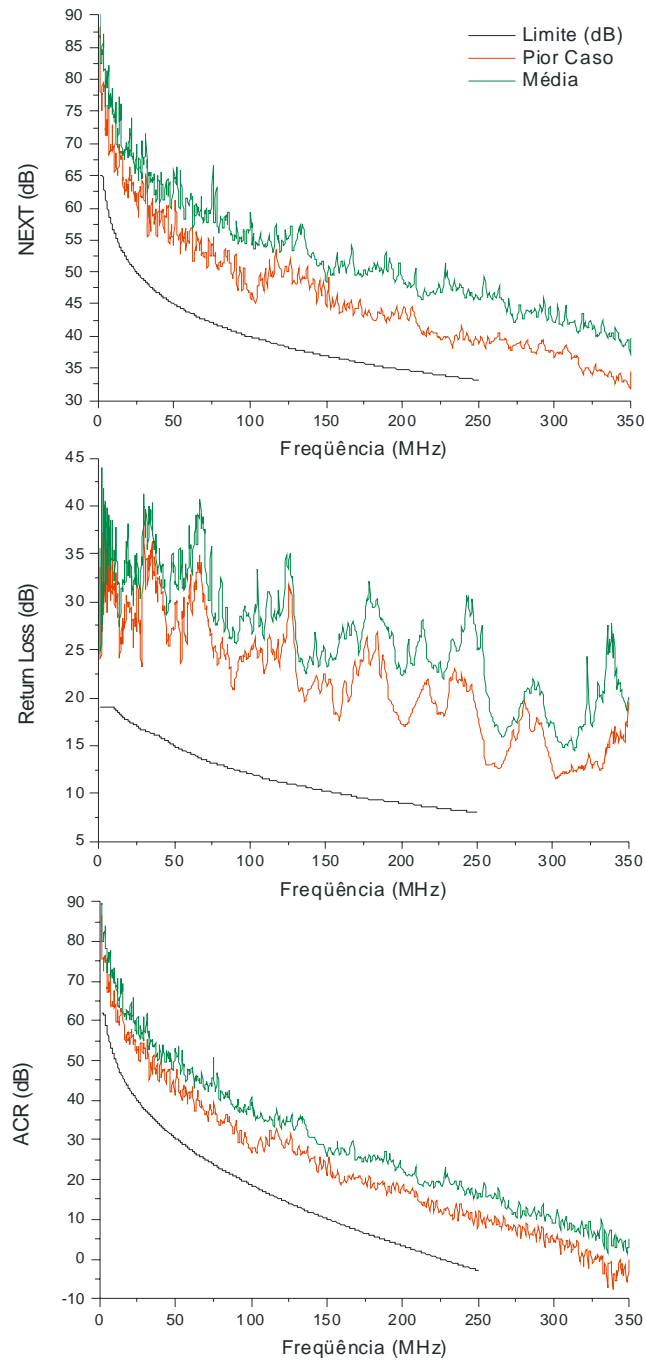 90
85
80
75
70
65
60
55
50
45
40
35
30
NEXT (dB)
Limite (dB)
Pior Caso
Média
0 50 100 150 200 250 300 350
Freqüência (MHz)
45
40
35
30
25
20
15
10
5
Return Loss (dB)
0 50 100 150 200 250 300 350
Freqüência (MHz)
90
80
70
60
50
40
30
20
10
0
-10
ACR (dB)
0 50 100 150 200 250 300 350
Freqüência (MHz)